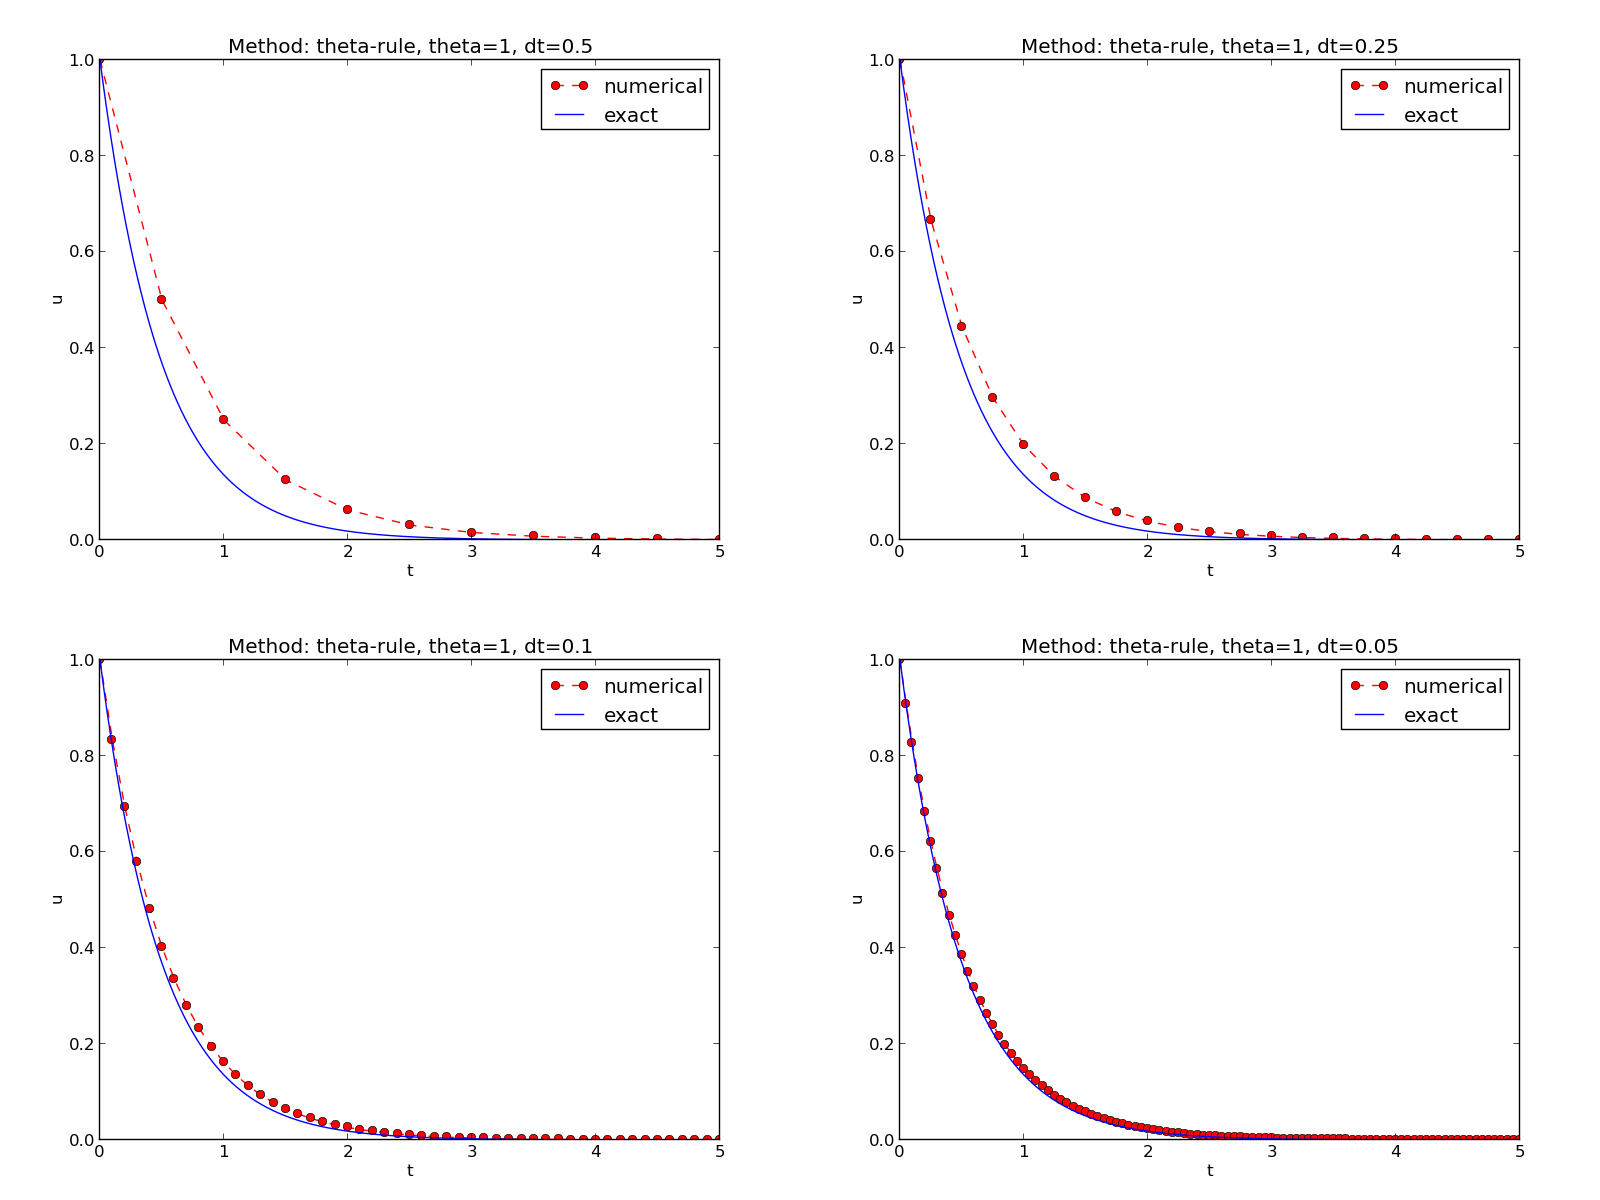 Method: theta-rule, theta=1, dt=0.5
numerical
exact
1.0
0.8
0.6
u
0.4
0.2
0.0
0 1 2 3 4 5
t
Method: theta-rule, theta=1, dt=0.25
numerical
exact
1.0
0.8
0.6
u
0.4
0.2
0.0
0 1 2 3 4 5
t
Method: theta-rule, theta=1, dt=0.1
numerical
exact
1.0
0.8
0.6
u
0.4
0.2
0.0
0 1 2 3 4 5
t
Method: theta-rule, theta=1, dt=0.05
numerical
exact
1.0
0.8
0.6
u
0.4
0.2
0.0
0 1 2 3 4 5
t